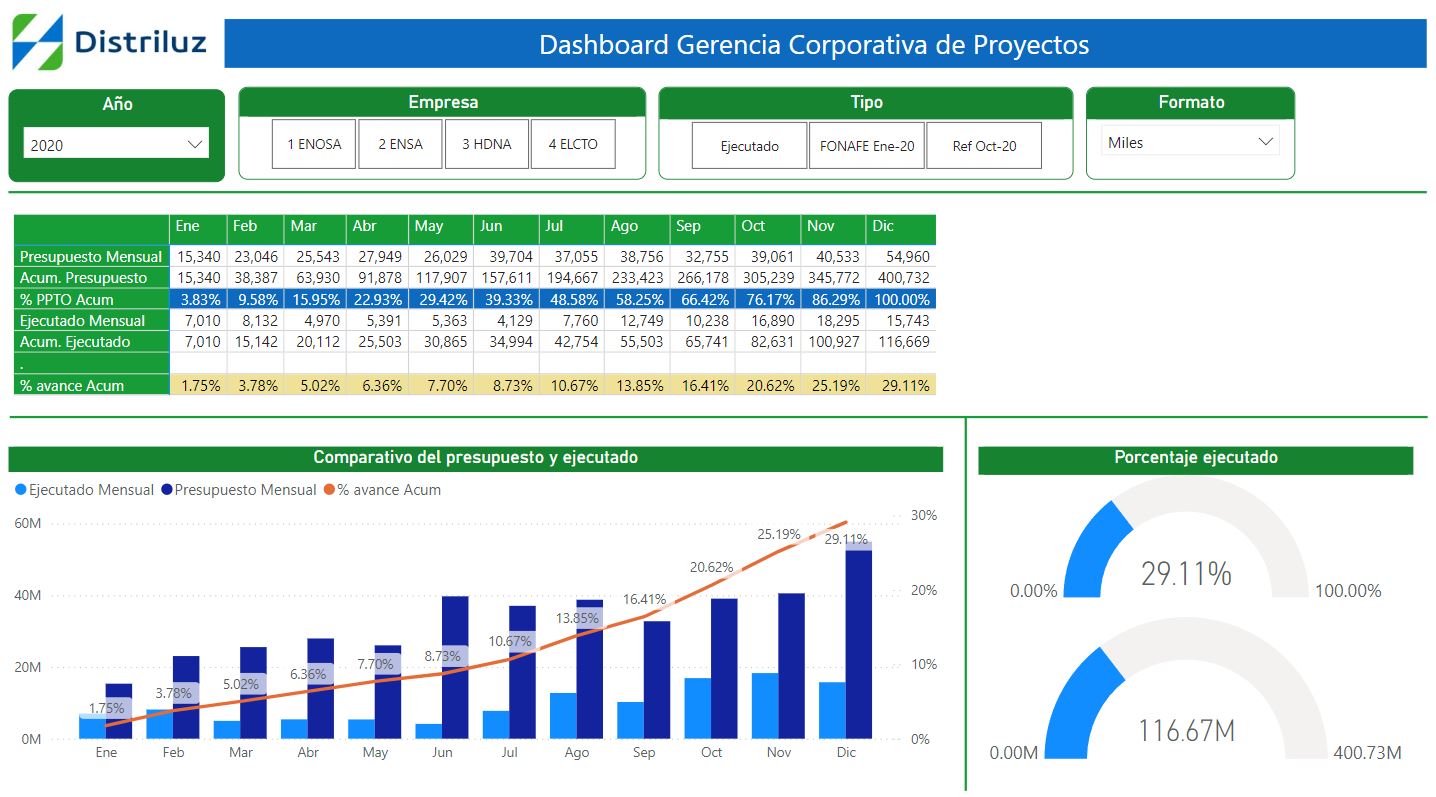 Distriluz
Dashboard Gerencia Corporativa de Proyectos
Año
2020
Empresa
1 ENOSA 2 ENSA 3 HDNA 4 ELCTO
Tipo
Ejecutado FONAFE Ene-20 Ref Oct-20
Formato
Miles
Ene Feb Mar Abr May Jun Jul Ago Sep Oct Nov Dic
Presupuesto Mensual 15,340 23,046 25,543 27,949 26,029 39,704 37,055 38,756 32,755 39,061 40,533 54,960
Acum. Presupuesto 15,340 38,387 63,930 91,878 117,907 157,611 194,667 233,423 266,178 305,239 345,772 400,732
% PPTO Acum 3.83% 9.58% 15.95% 22.93% 29.42% 39.33% 48.58% 58.25% 66.42% 76.17% 86.29% 100.00%
Ejecutado Mensual 7,010 8,132 4,970 5,391 5,363 4,129 7,760 12,749 10,238 16,890 18,295 15,743
Acum. Ejecutado 7,010 15,142 20,112 25,503 30,865 34,994 42,754 55,503 65,741 82,631 100,927 116,669
.
% avance Acum 1.75% 3.78% 5.02% 6.36% 7.70% 8.73% 10.67% 13.85% 16.41% 20.62% 25.19% 29.11%
Comparativo del presupuesto y ejecutado
Ejecutado Mensual Presupuesto Mensual % avance Acum
60M
40M
20M
0M
1.75% 3.78% 5.02% 6.36% 7.70% 8.73% 10.67% 13.85% 16.41% 20.62% 25.19% 29.11%
30%
20%
10%
0%
Ene Feb Mar Abr May Jun Jul Ago Sep Oct Nov Dic
Porcentaje ejecutado
29.11%
0.00% 100.00%
116.67M
0.00M 400.73M